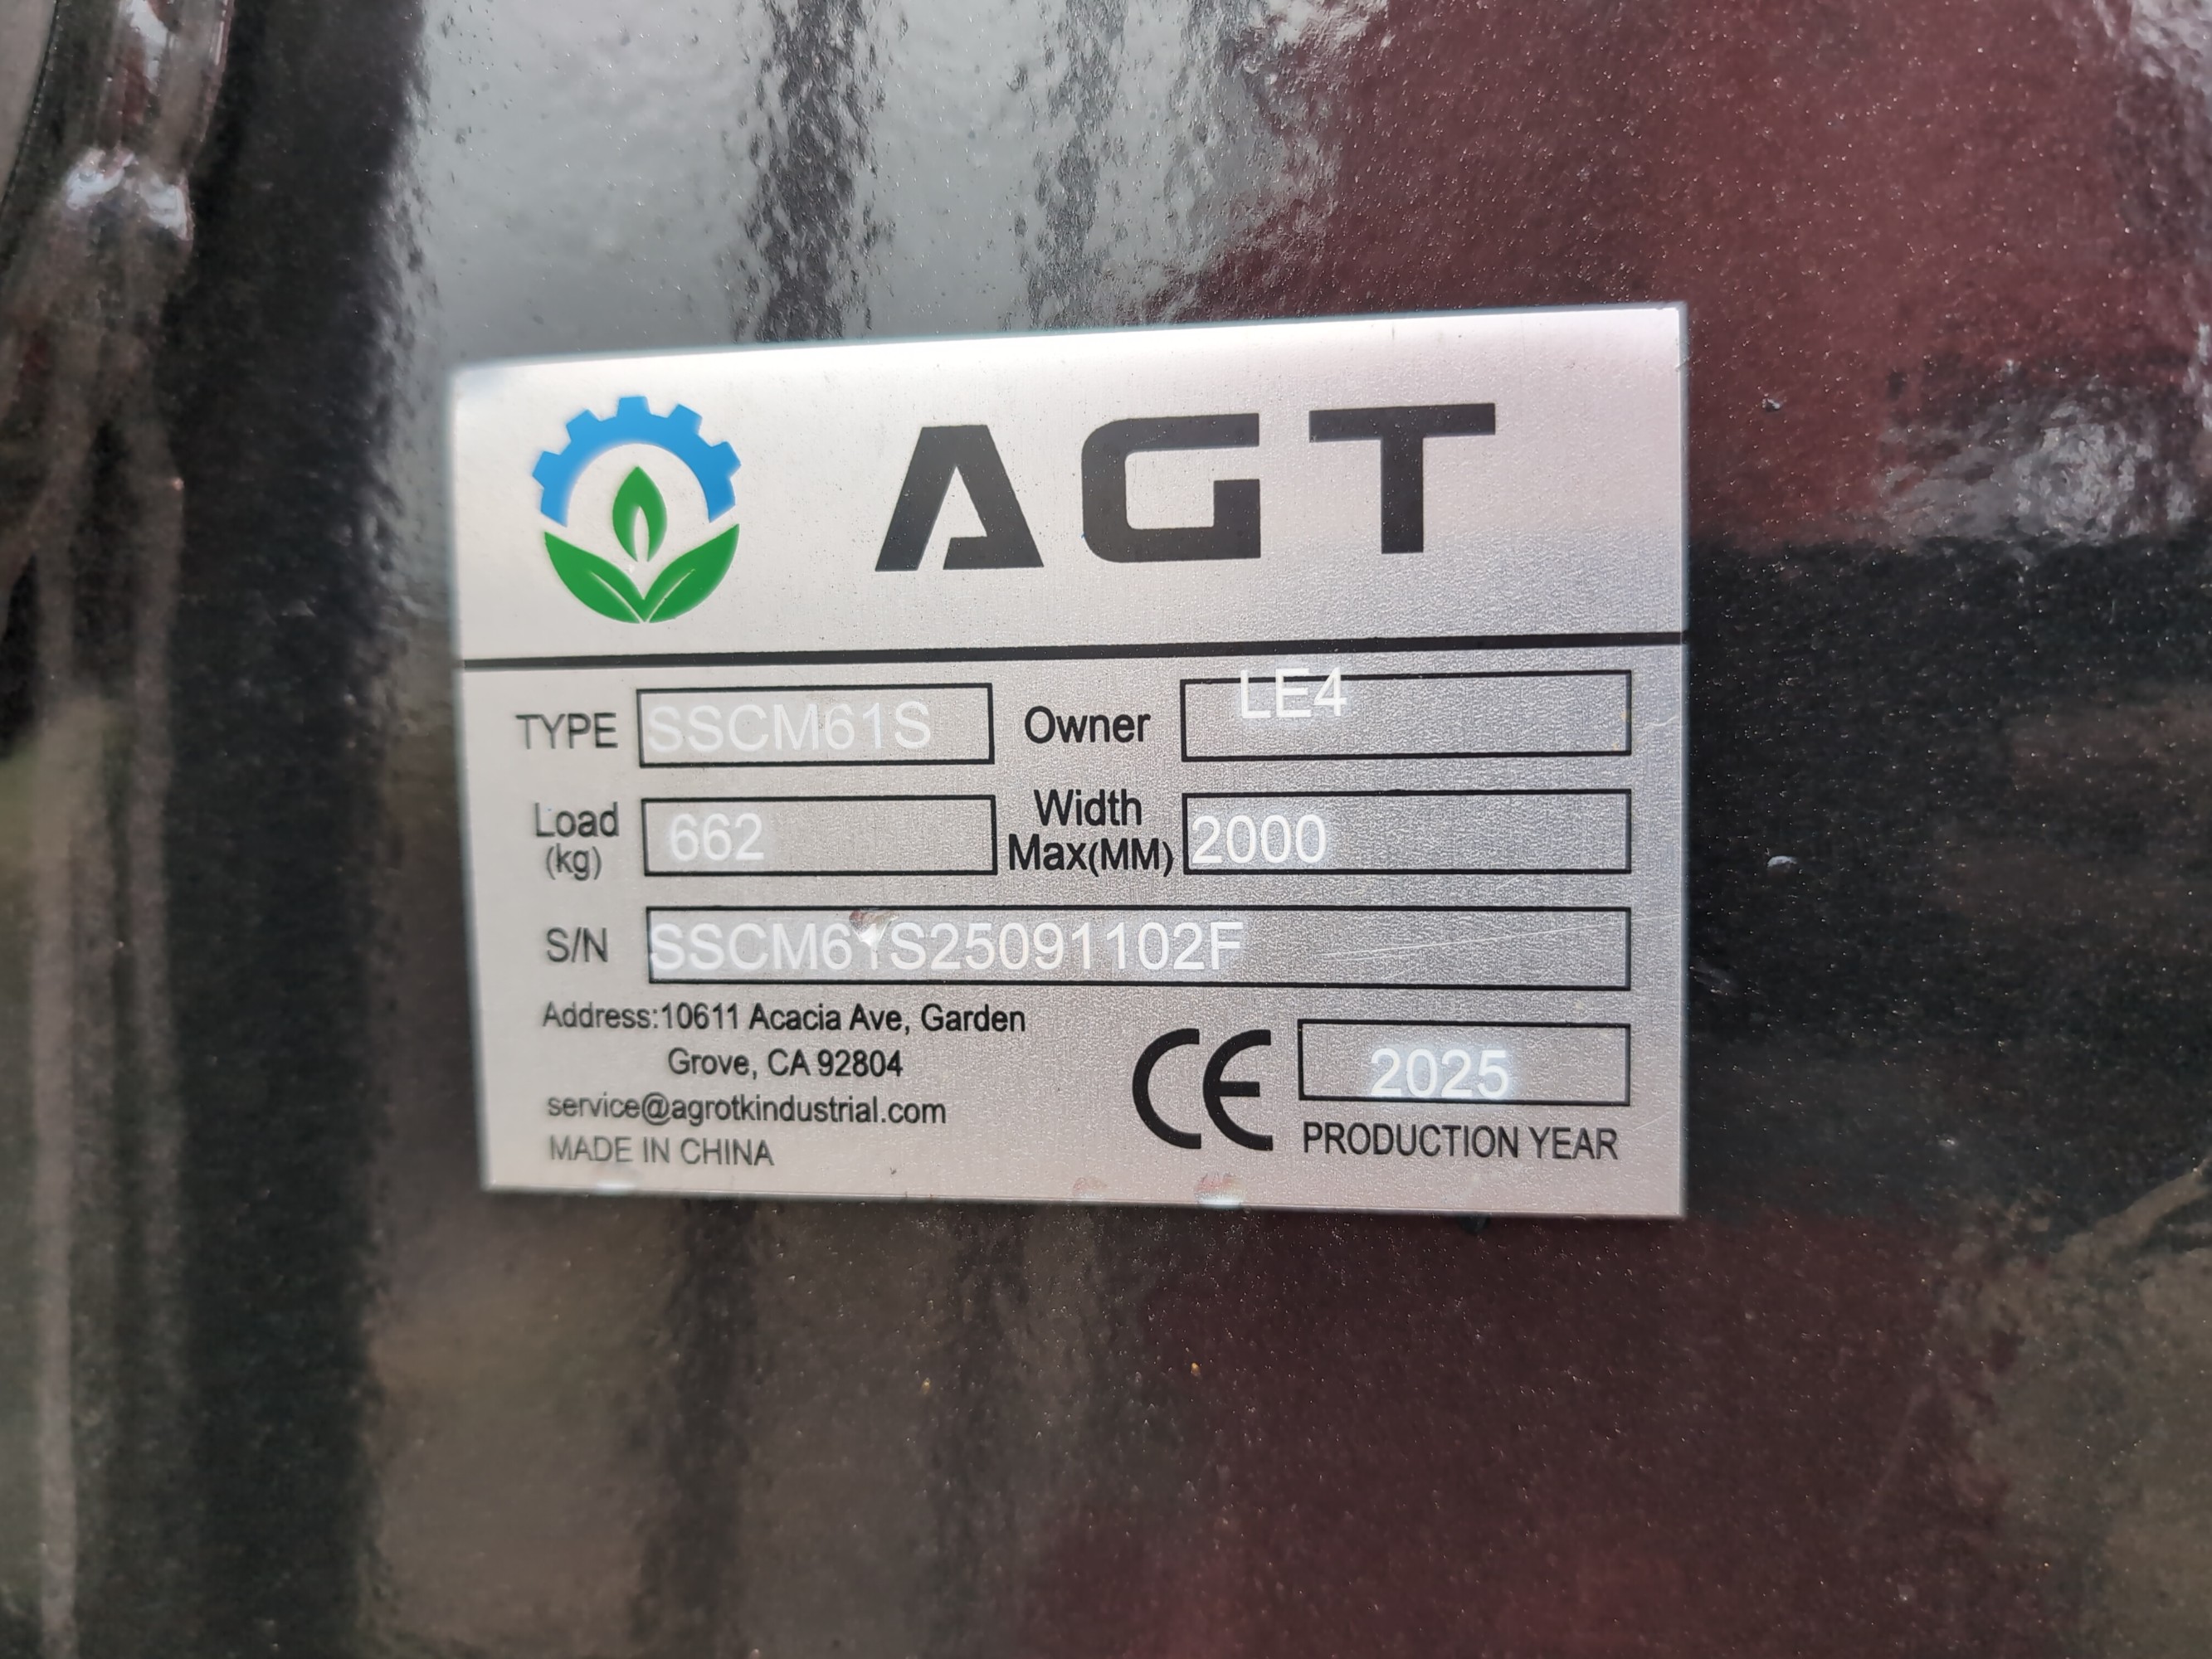 AGT
TYPE SSCM61S Owner LE4
Load (kg) 662 Width Max(MM) 2000
S/N SSCM61S25091102F
Address:10611 Acacia Ave, Garden
Grove, CA 92804
service@agrotkindustrial.com
MADE IN CHINA
CE 2025
PRODUCTION YEAR